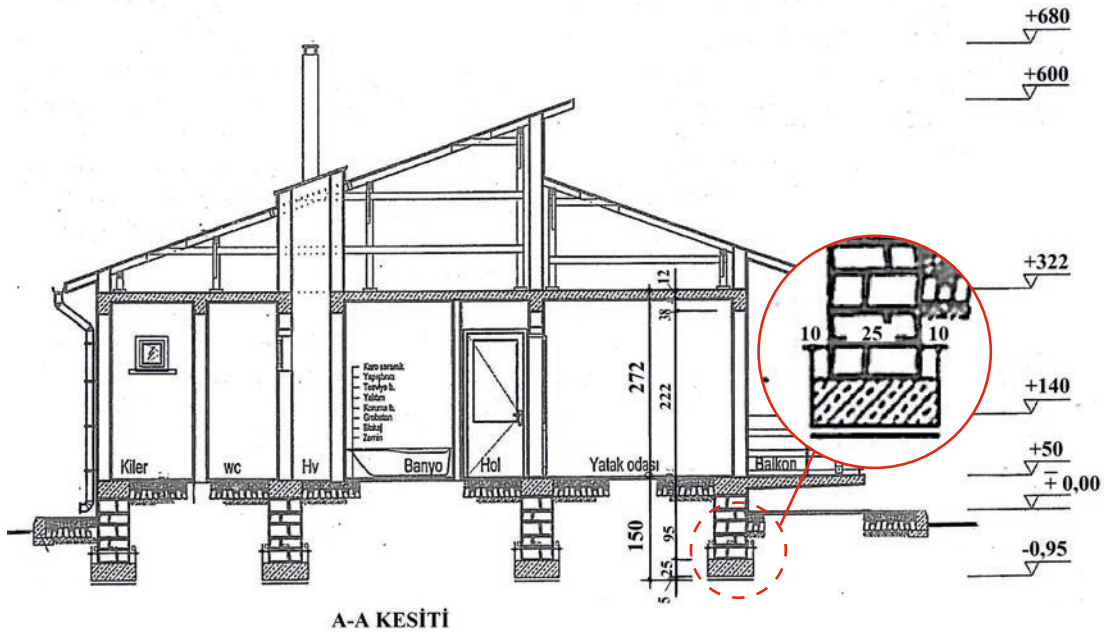 +680
+600
+322
12
38
10 25 10
272
222
Karo seramik
Yapıştırıcı
Tesviye b.
Yalıtım
Koruma b.
Grobeton
Blokaj
Zemin
+140
Kiler
wc
Hv
Banyo
Hol
Yatak odası
Balkon
+50
+ 0,00
150
95
25
5
-0,95
A-A KESİTİ